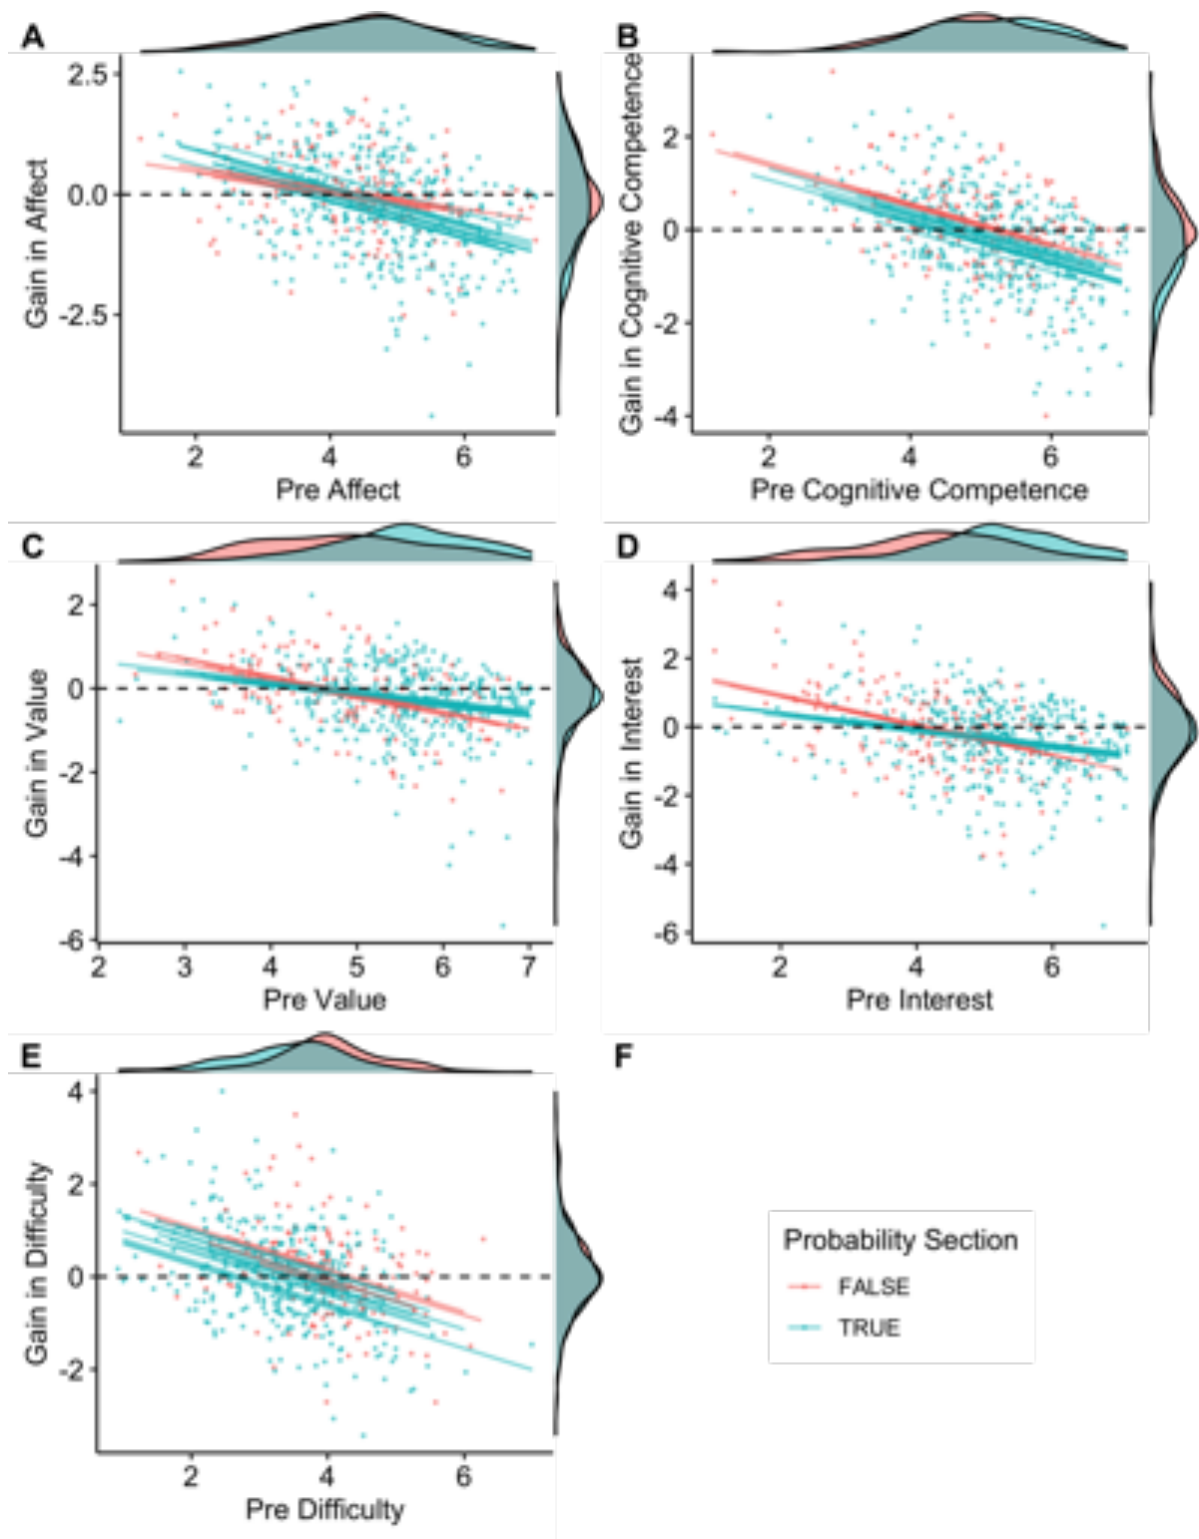 A
2.5
0.0
-2.5
Gain in Affect
2 4 6
Pre Affect
B
2
0
-2
-4
Gain in Cognitive Competence
2 4 6
Pre Cognitive Competence
C
2
0
-2
-4
-6
Gain in Value
2 3 4 5 6 7
Pre Value
D
4
2
0
-2
-4
-6
Gain in Interest
2 4 6
Pre Interest
E
4
2
0
-2
Gain in Difficulty
2 4 6
Pre Difficulty
F
Probability Section
FALSE
TRUE